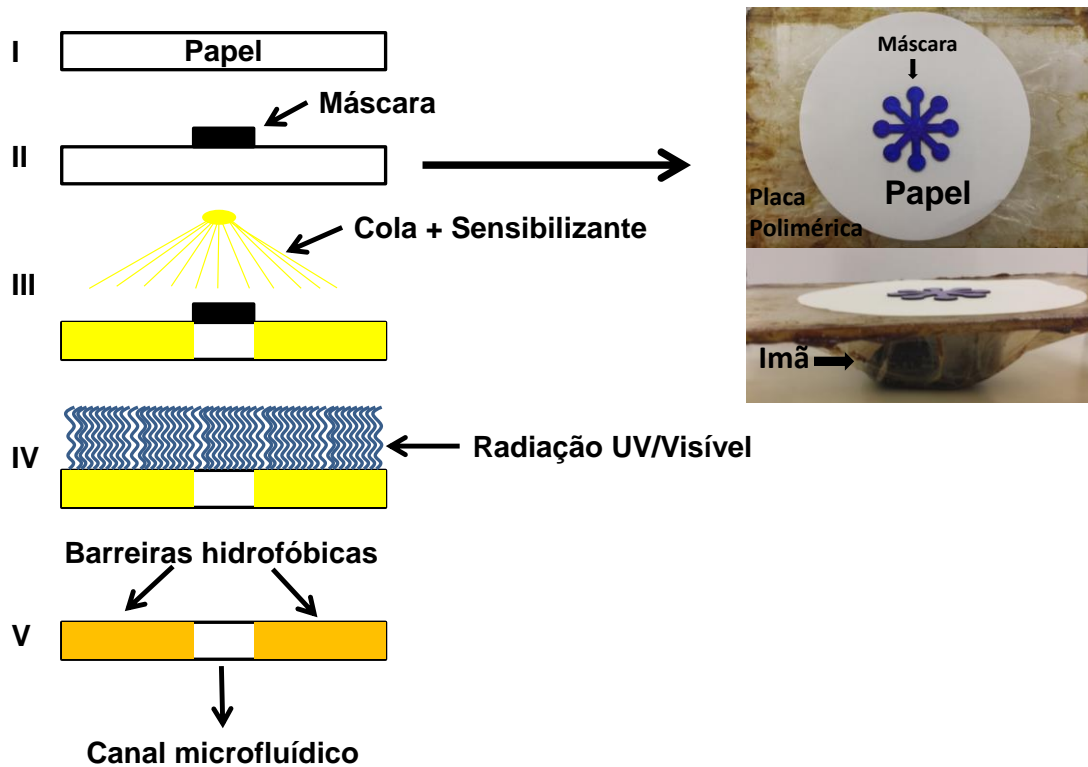 I
Papel
Máscara
II
Cola + Sensibilizante
III
Radiação UV/Visível
IV
Barreiras hidrofóbicas
V
Canal microfluídico
Máscara
Papel
Placa
Polimérica
Imã